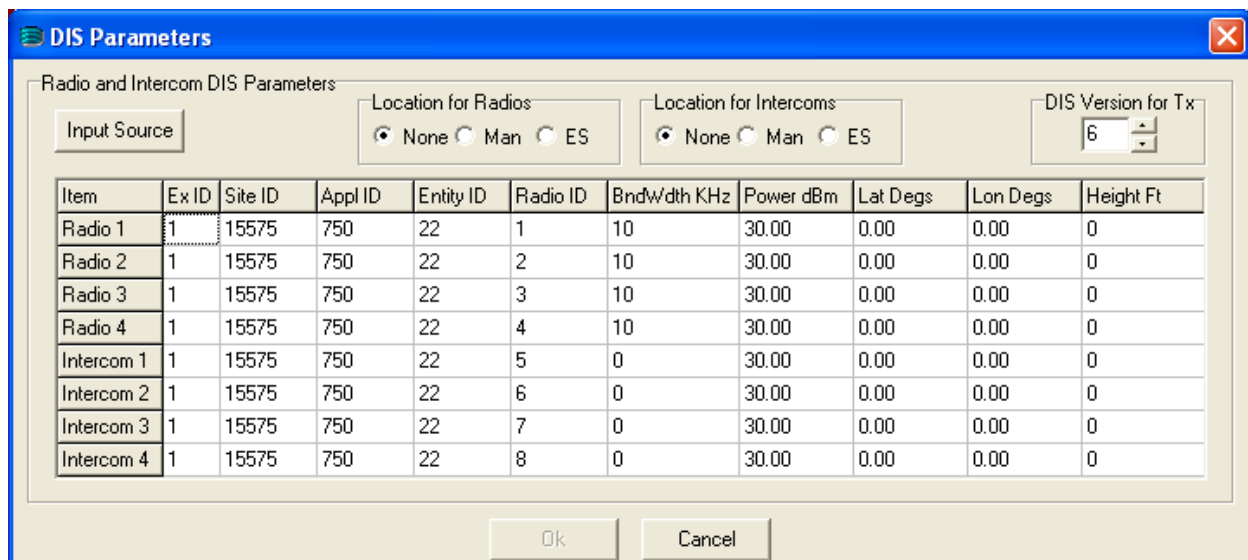 DIS Parameters
Radio and Intercom DIS Parameters
Input Source
Location for Radios
None Man ES
Location for Intercoms
None Man ES
DIS Version for Tx
6
Item Ex ID Site ID Appl ID Entity ID Radio ID BndWdth KHz Power dBm Lat Degs Lon Degs Height Ft
Radio 1 1 15575 750 22 1 10 30.00 0.00 0.00 0
Radio 2 1 15575 750 22 2 10 30.00 0.00 0.00 0
Radio 3 1 15575 750 22 3 10 30.00 0.00 0.00 0
Radio 4 1 15575 750 22 4 10 30.00 0.00 0.00 0
Intercom 1 1 15575 750 22 5 0 30.00 0.00 0.00 0
Intercom 2 1 15575 750 22 6 0 30.00 0.00 0.00 0
Intercom 3 1 15575 750 22 7 0 30.00 0.00 0.00 0
Intercom 4 1 15575 750 22 8 0 30.00 0.00 0.00 0
Ok Cancel